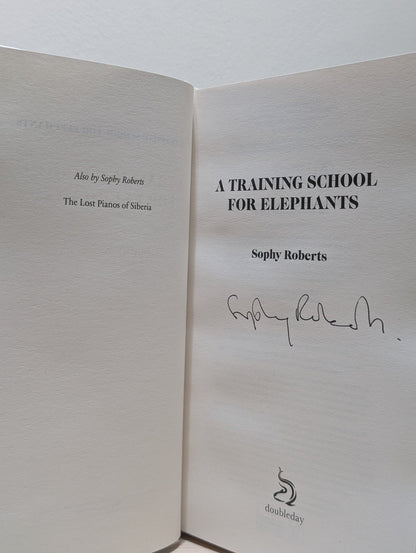 Also by Sophy Roberts
The Lost Pianos of Siberia
A TRAINING SCHOOL
FOR ELEPHANTS
Sophy Roberts
Sophy Roberts.
doubleday